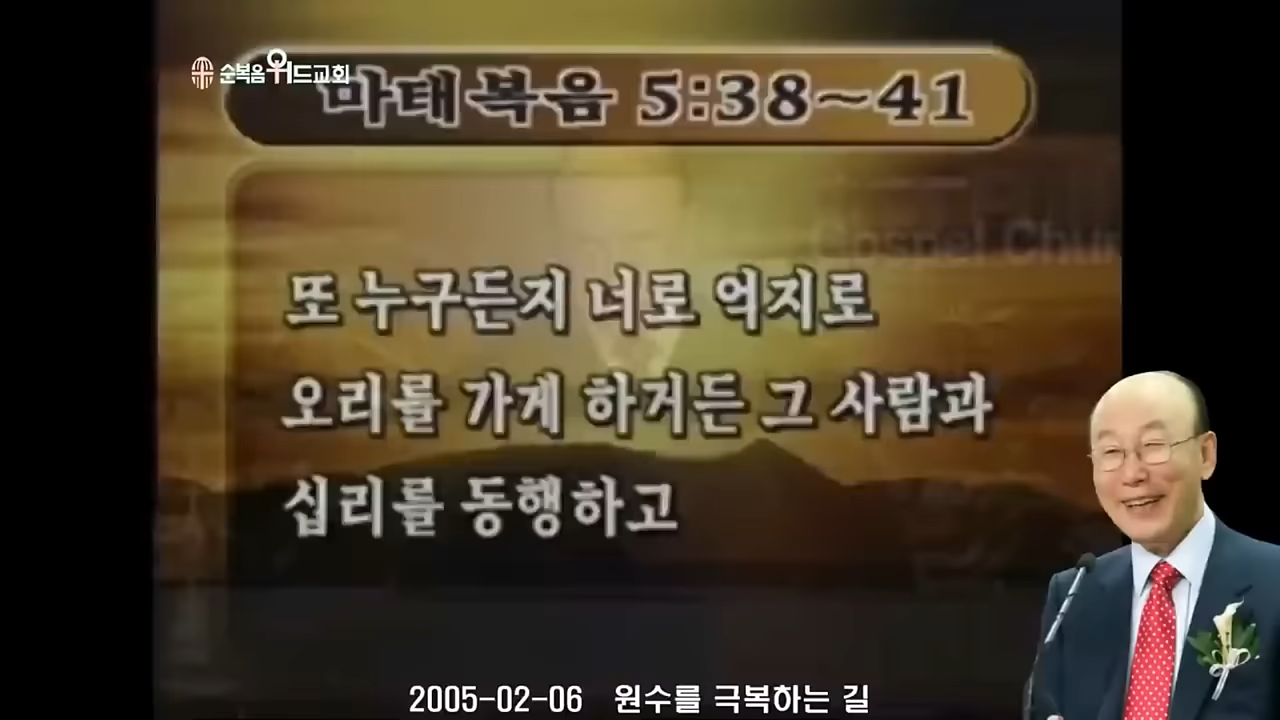 순복음위드교회
마태복음 5:38~41
Gospel Chur
또 누구든지 너로 억지로
오리를 가게 하거든 그 사람과
십리를 동행하고
2005-02-06 원수를 극복하는 길